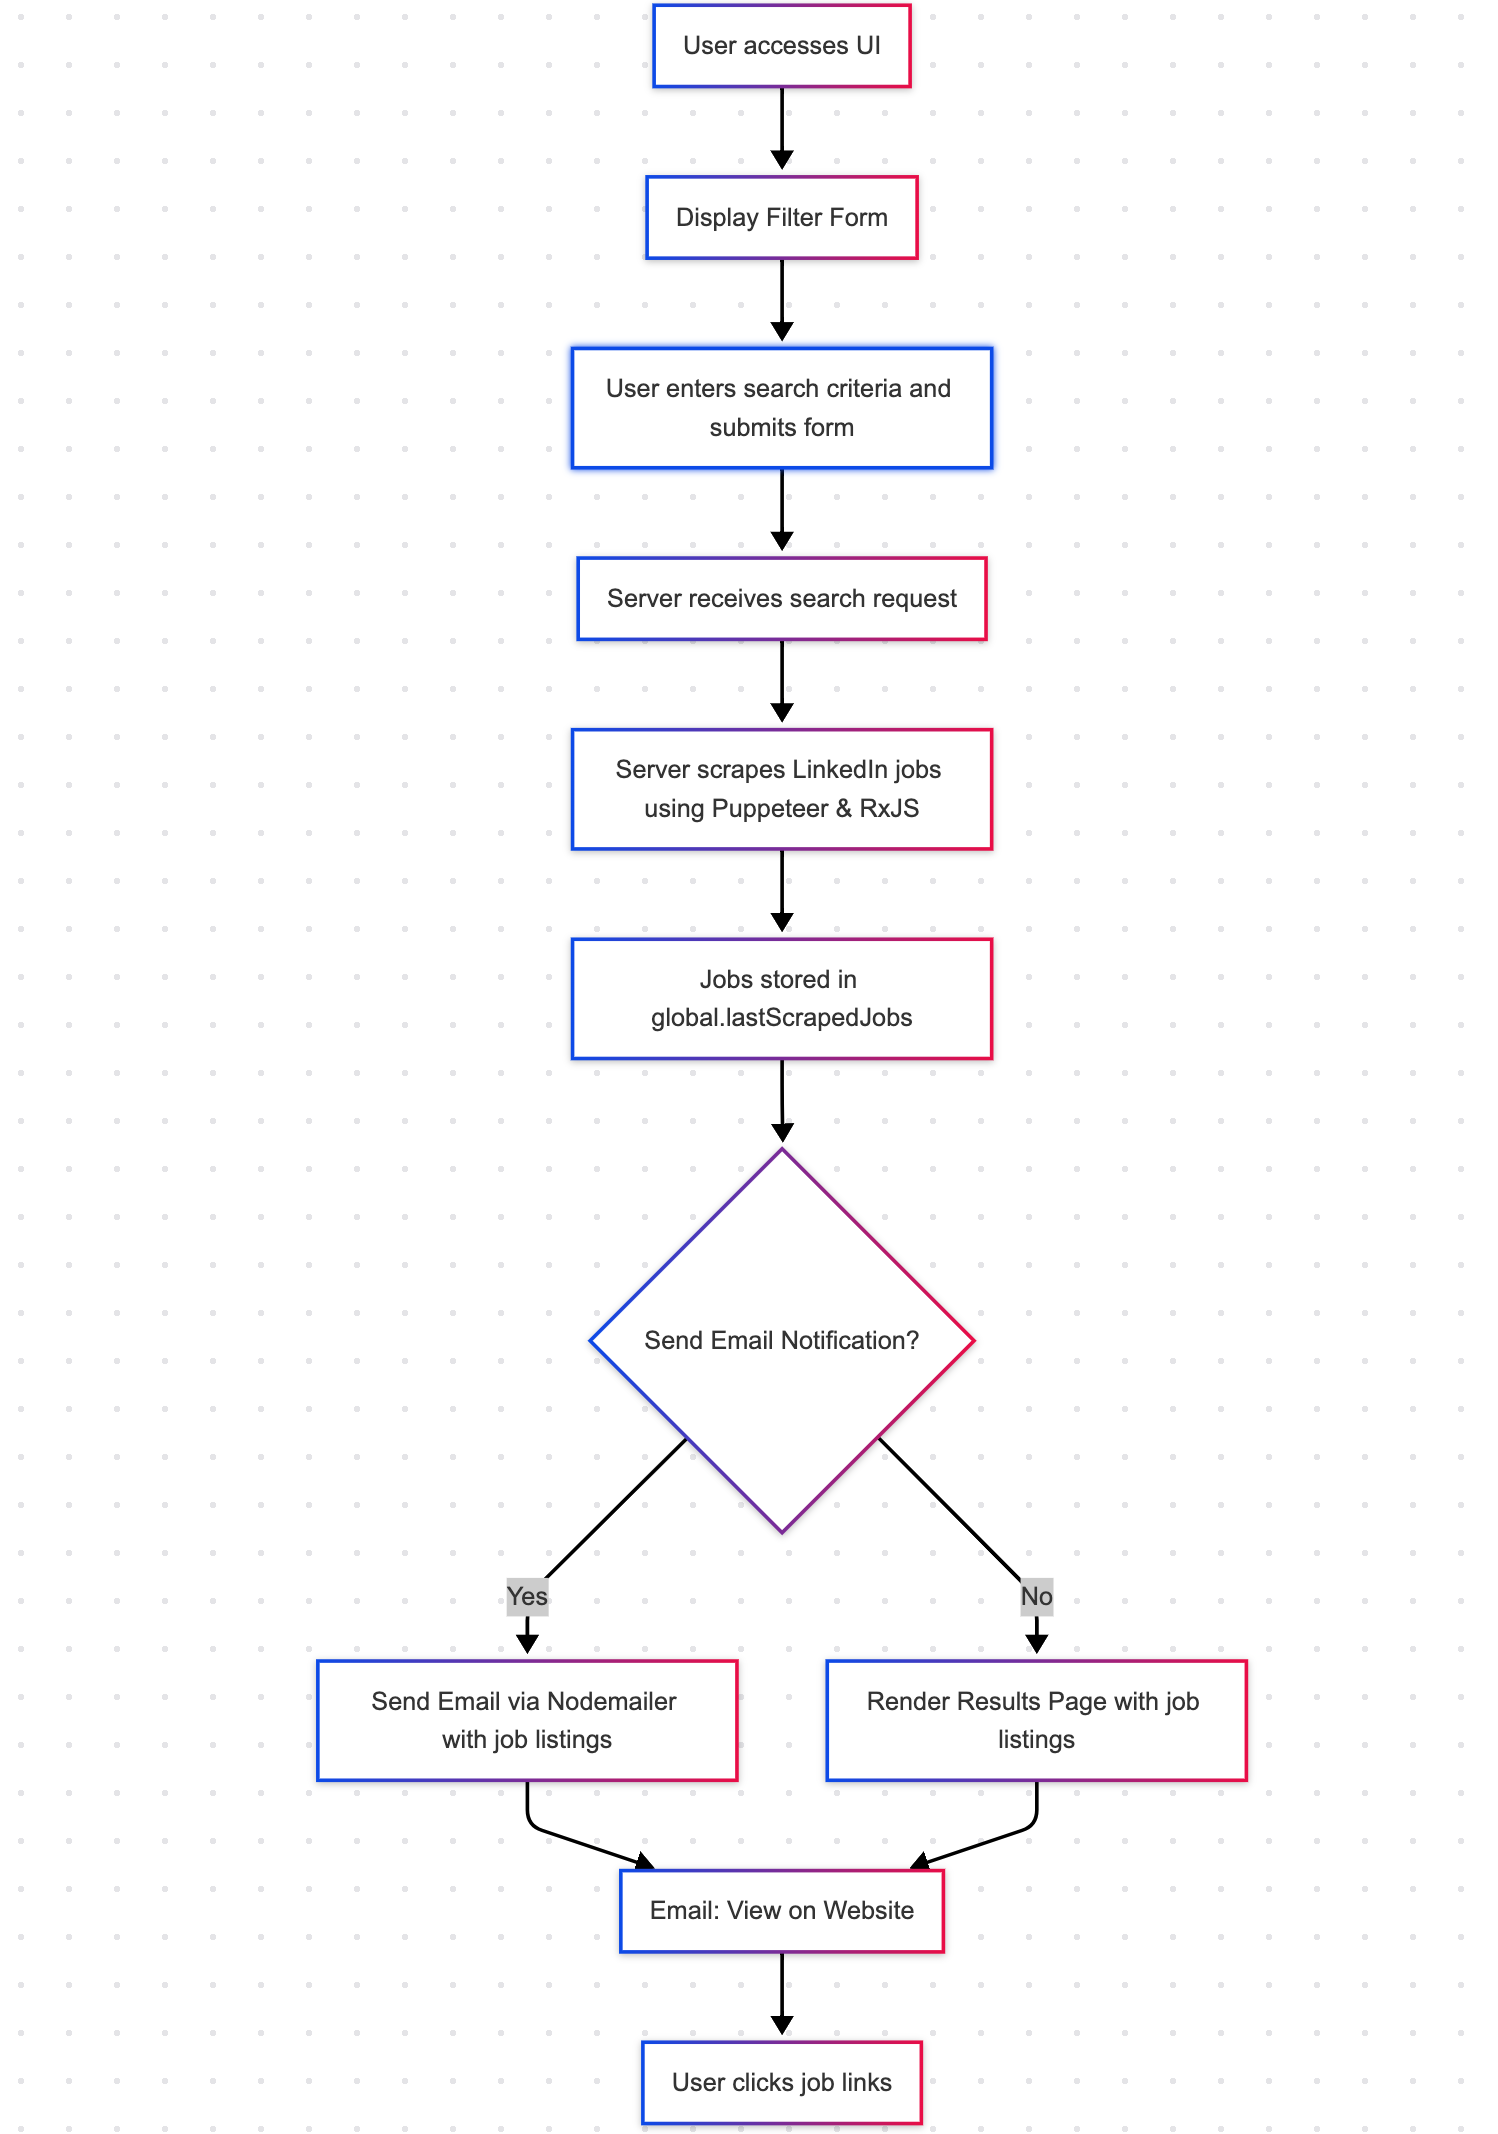 User accesses UI
Display Filter Form
User enters search criteria and
submits form
Server receives search request
Server scrapes LinkedIn jobs
using Puppeteer & RxJS
Jobs stored in
global.lastScrapedJobs
Send Email Notification?
Yes
No
Send Email via Nodemailer
with job listings
Render Results Page with job
listings
Email: View on Website
User clicks job links